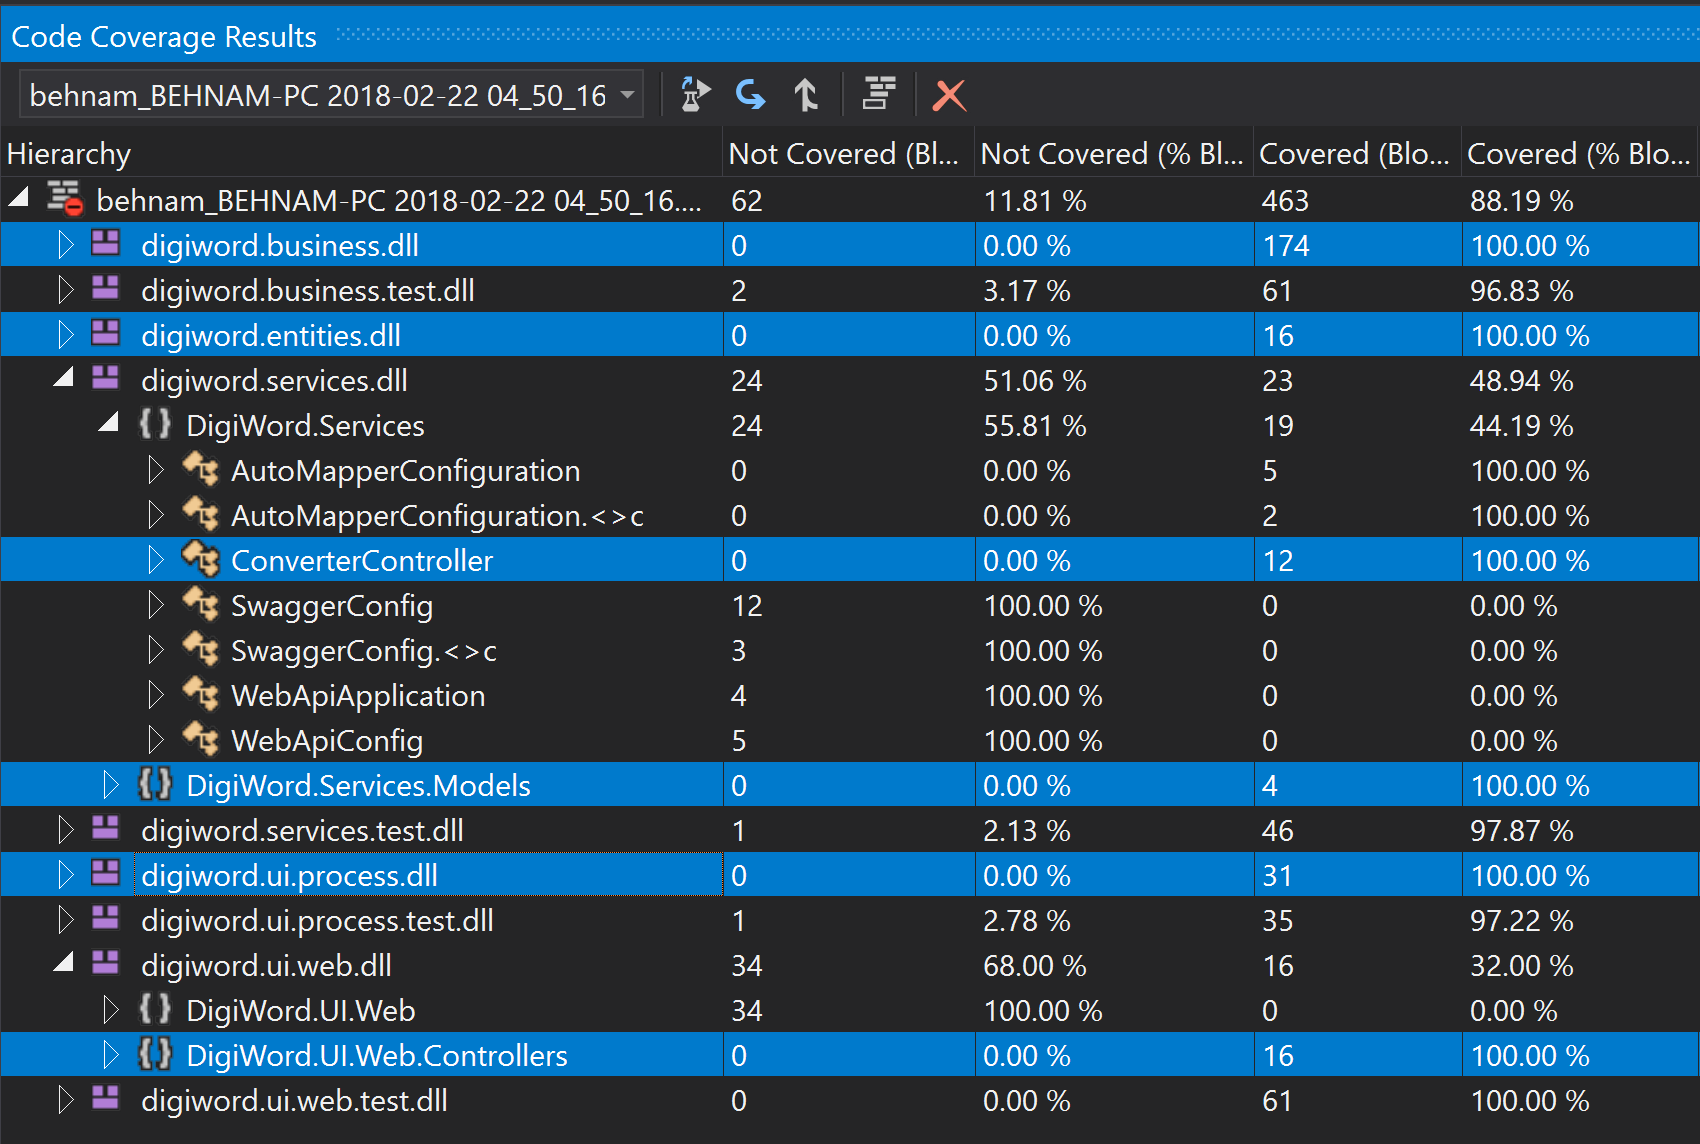 Code Coverage Results
behnam_BEHNAM-PC 2018-02-22 04_50_16
Hierarchy Not Covered (Bl... Not Covered (% Bl... Covered (Blo... Covered (% Blo...
behnam_BEHNAM-PC 2018-02-22 04_50_16.... 62 11.81 % 463 88.19 %
digiword.business.dll 0 0.00 % 174 100.00 %
digiword.business.test.dll 2 3.17 % 61 96.83 %
digiword.entities.dll 0 0.00 % 16 100.00 %
digiword.services.dll 24 51.06 % 23 48.94 %
{} DigiWord.Services 24 55.81 % 19 44.19 %
AutoMapperConfiguration 0 0.00 % 5 100.00 %
AutoMapperConfiguration.<>c 0 0.00 % 2 100.00 %
ConverterController 0 0.00 % 12 100.00 %
SwaggerConfig 12 100.00 % 0 0.00 %
SwaggerConfig.<>c 3 100.00 % 0 0.00 %
WebApiApplication 4 100.00 % 0 0.00 %
WebApiConfig 5 100.00 % 0 0.00 %
{} DigiWord.Services.Models 0 0.00 % 4 100.00 %
digiword.services.test.dll 1 2.13 % 46 97.87 %
digiword.ui.process.dll 0 0.00 % 31 100.00 %
digiword.ui.process.test.dll 1 2.78 % 35 97.22 %
digiword.ui.web.dll 34 68.00 % 16 32.00 %
{} DigiWord.UI.Web 34 100.00 % 0 0.00 %
{} DigiWord.UI.Web.Controllers 0 0.00 % 16 100.00 %
digiword.ui.web.test.dll 0 0.00 % 61 100.00 %